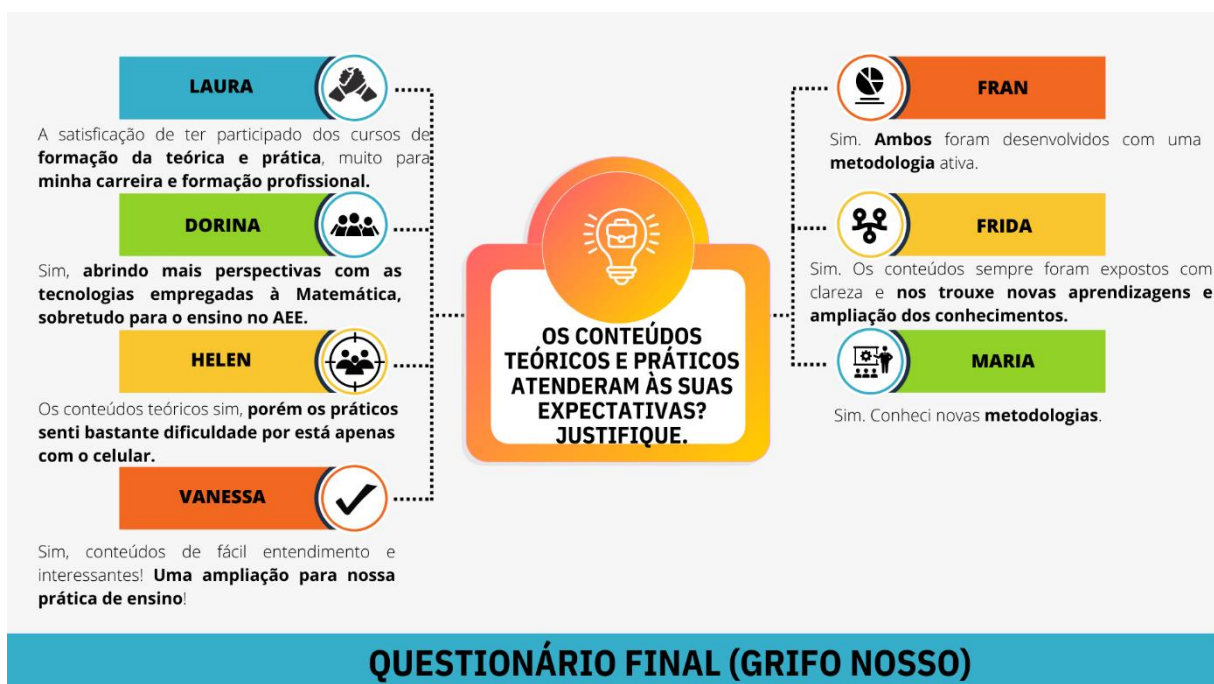 LAURA
A satisfação de ter participado dos cursos de
formação da teórica e prática, muito para
minha carreira e formação profissional.
DORINA
Sim, abrindo mais perspectivas com as
tecnologias empregadas à Matemática,
sobretudo para o ensino no AEE.
HELEN
Os conteúdos teóricos sim, porém os práticos
senti bastante dificuldade por está apenas
com o celular.
VANESSA
Sim, conteúdos de fácil entendimento e
interessantes! Uma ampliação para nossa
prática de ensino!
OS CONTEÚDOS
TEÓRICOS E PRÁTICOS
ATENDERAM ÀS SUAS
EXPECTATIVAS?
JUSTIFIQUE.
FRAN
Sim. Ambos foram desenvolvidos com uma
metodologia ativa.
FRIDA
Sim. Os conteúdos sempre foram expostos com
clareza e nos trouxe novas aprendizagens e
ampliação dos conhecimentos.
MARIA
Sim. Conheci novas metodologias.
QUESTIONÁRIO FINAL (GRIFO NOSSO)